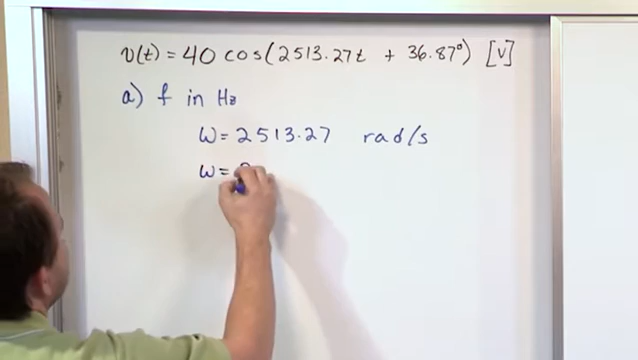 v(t) = 40 cos(2513.27t + 36.87°) [V]
a) f in Hz
ω = 2513.27 rad/s
ω =